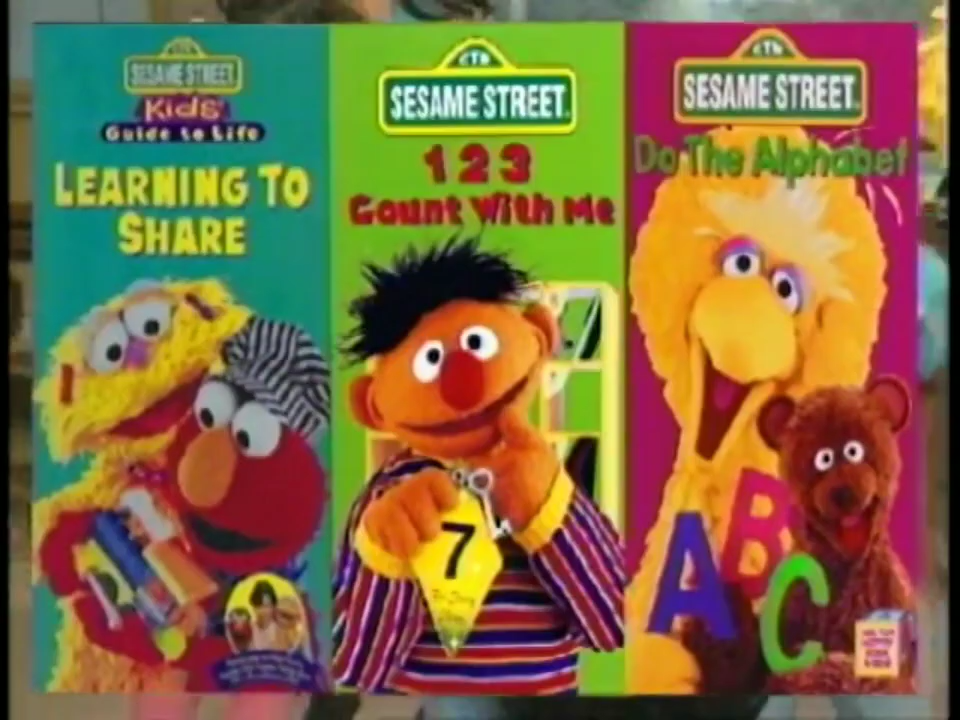 SESAME STREET
Kids'
Guide to Life
LEARNING TO
SHARE
CTW
SESAME STREET
1 2 3
Count With Me
7
CTW
SESAME STREET
Do The Alphabet
A
B
C